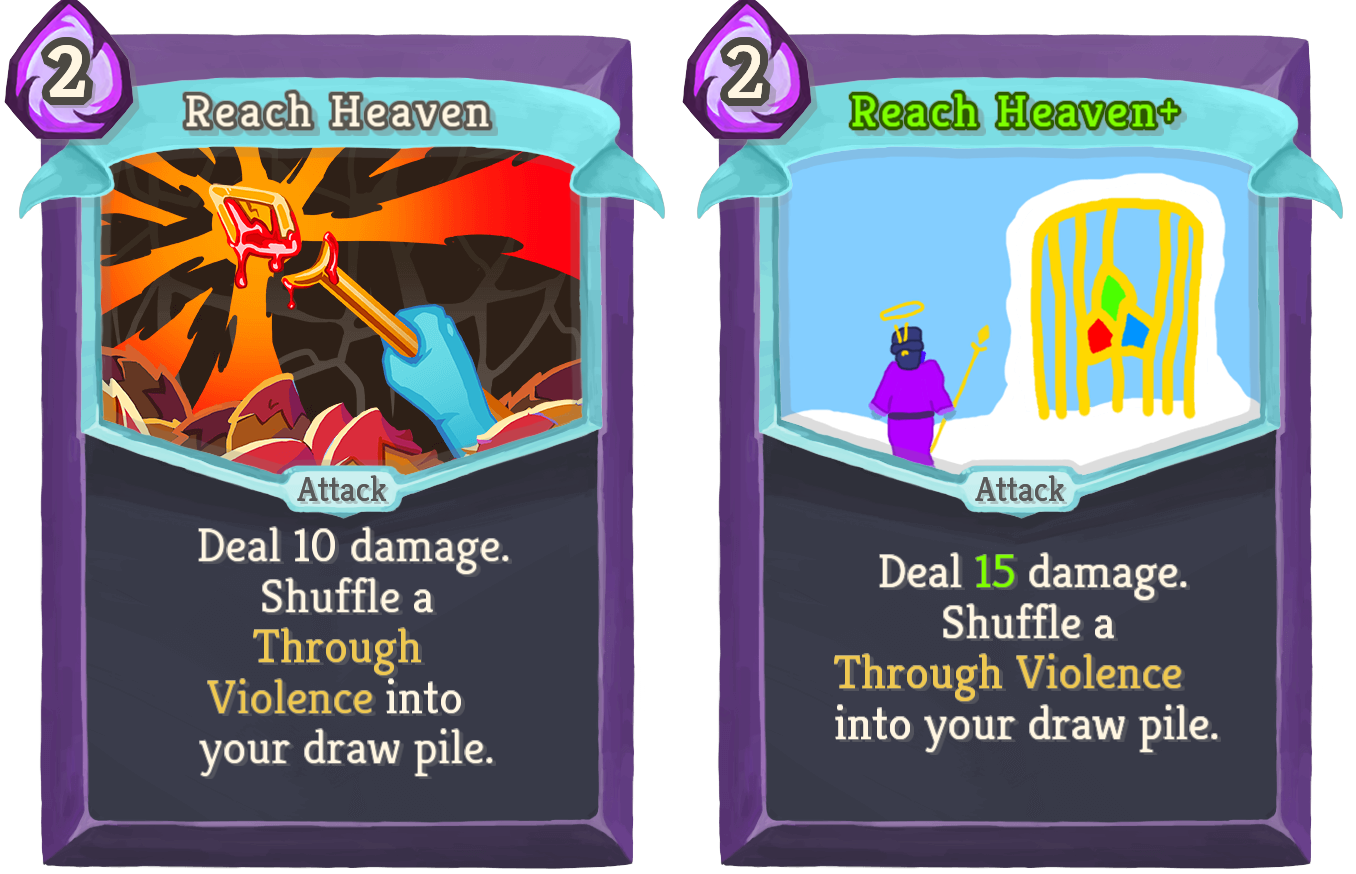 2
Reach Heaven
Attack
Deal 10 damage.
Shuffle a
Through
Violence into
your draw pile.
2
Reach Heaven+
Attack
Deal 15 damage.
Shuffle a
Through Violence
into your draw pile.